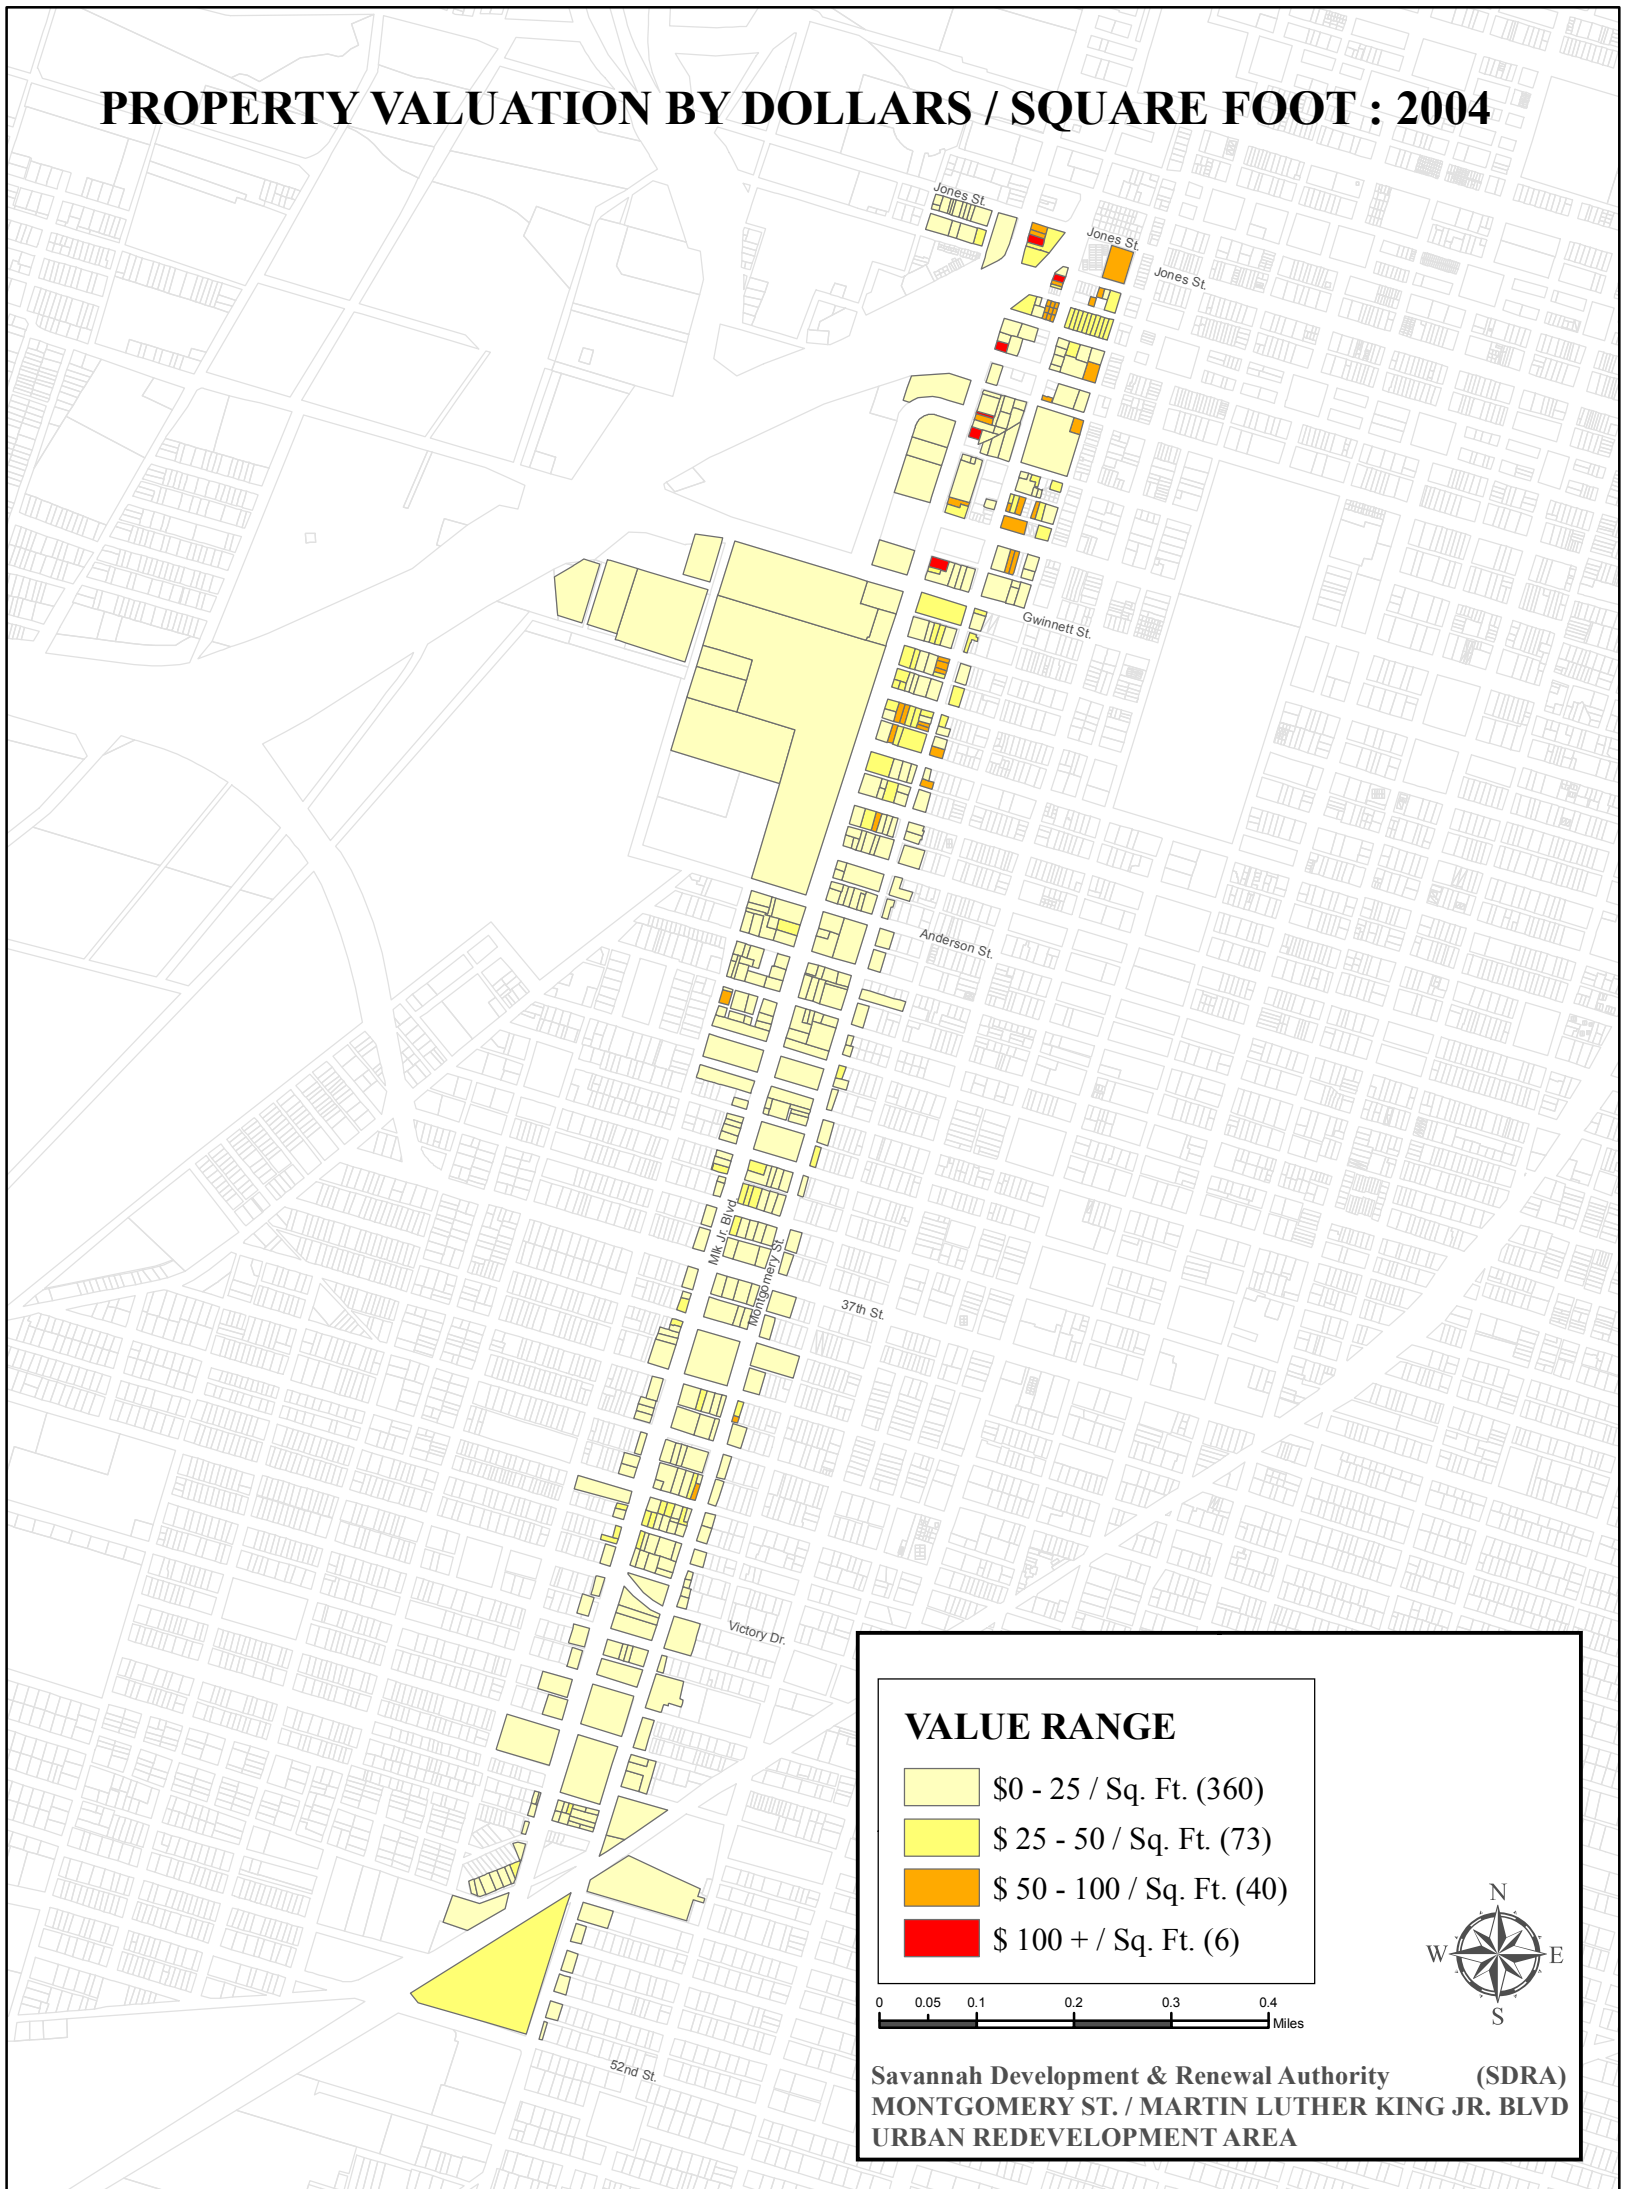 PROPERTY VALUATION BY DOLLARS / SQUARE FOOT : 2004
Jones St.
Jones St.
Jones St.
Gwinnett St.
Anderson St.
Mlk Jr. Blvd.
Montgomery St.
37th St.
Victory Dr.
52nd St.
VALUE RANGE
$0 - 25 / Sq. Ft. (360)
$ 25 - 50 / Sq. Ft. (73)
$ 50 - 100 / Sq. Ft. (40)
$ 100 + / Sq. Ft. (6)
N
W E
S
0 0.05 0.1 0.2 0.3 0.4
Miles
Savannah Development & Renewal Authority (SDRA)
MONTGOMERY ST. / MARTIN LUTHER KING JR. BLVD
URBAN REDEVELOPMENT AREA